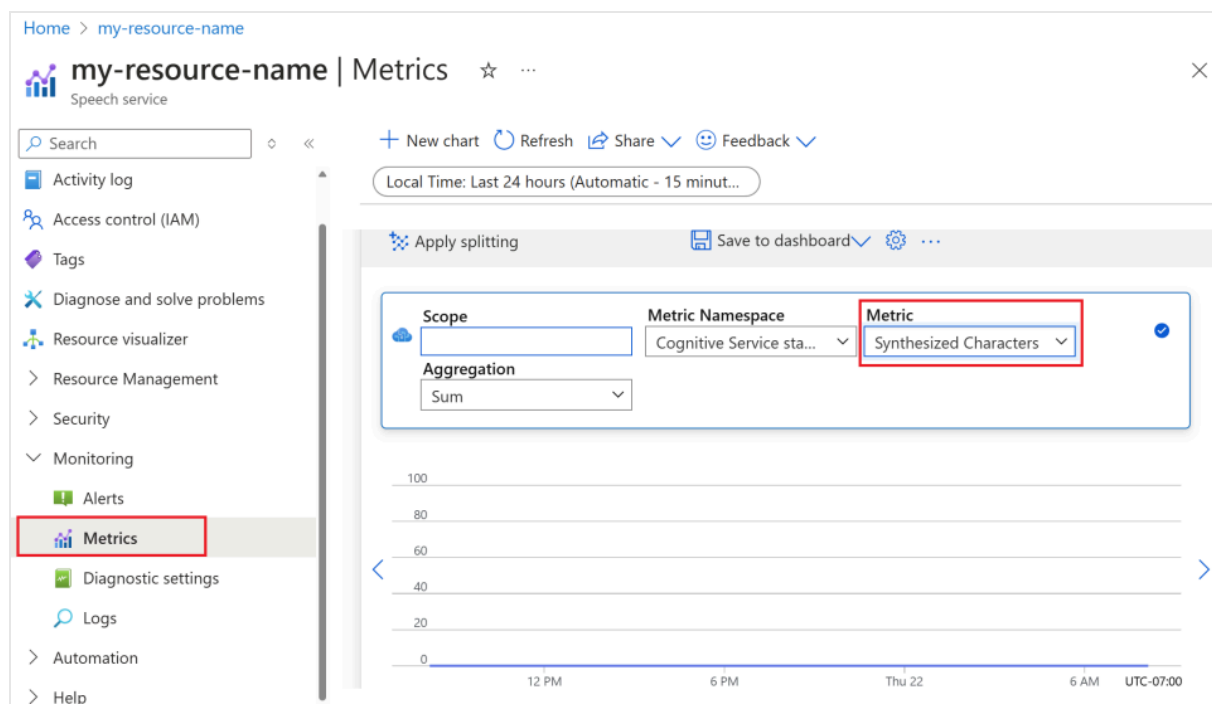 Home > my-resource-name
my-resource-name | Metrics
Speech service
Search
Activity log
Access control (IAM)
Tags
Diagnose and solve problems
Resource visualizer
Resource Management
Security
Monitoring
Alerts
Metrics
Diagnostic settings
Logs
Automation
Help
New chart Refresh Share Feedback
Local Time: Last 24 hours (Automatic - 15 minut...
Apply splitting Save to dashboard
Scope Metric Namespace Metric
Cognitive Service sta... Synthesized Characters
Aggregation
Sum
100
80
60
40
20
0
12 PM 6 PM Thu 22 6 AM UTC-07:00